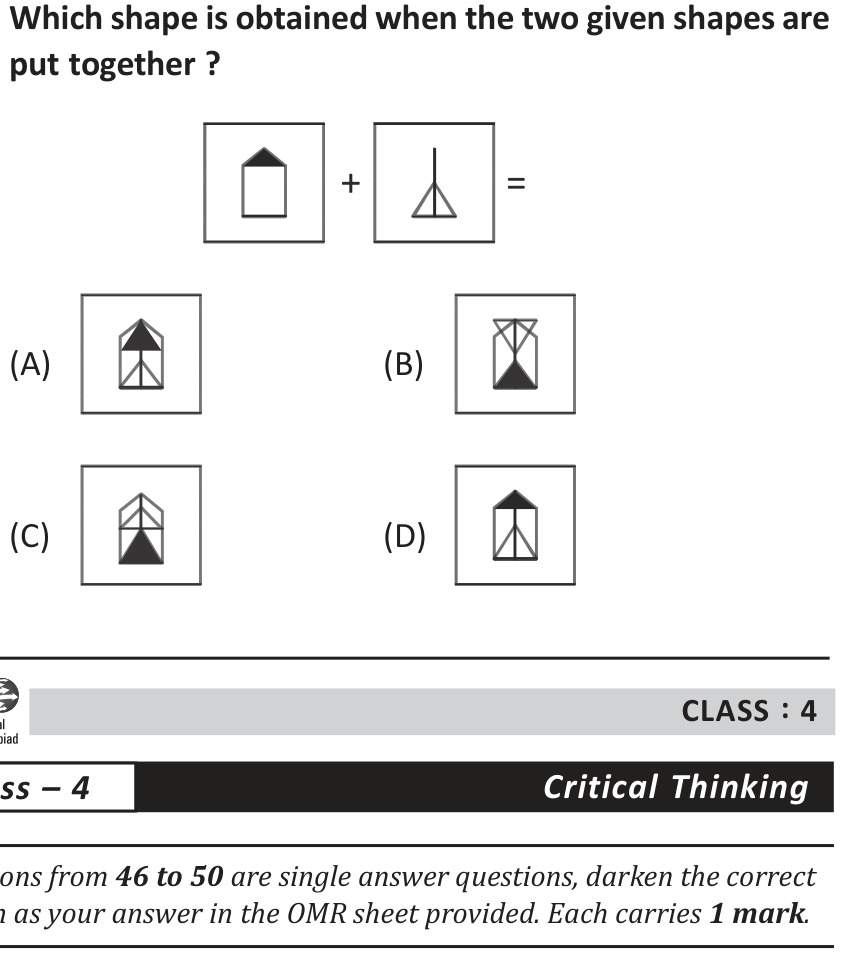 Which shape is obtained when the two given shapes are
put together ?
+ =
(A) (B)
(C) (D)
al
piad
CLASS : 4
ss – 4 Critical Thinking
ons from 46 to 50 are single answer questions, darken the correct
as your answer in the OMR sheet provided. Each carries 1 mark.